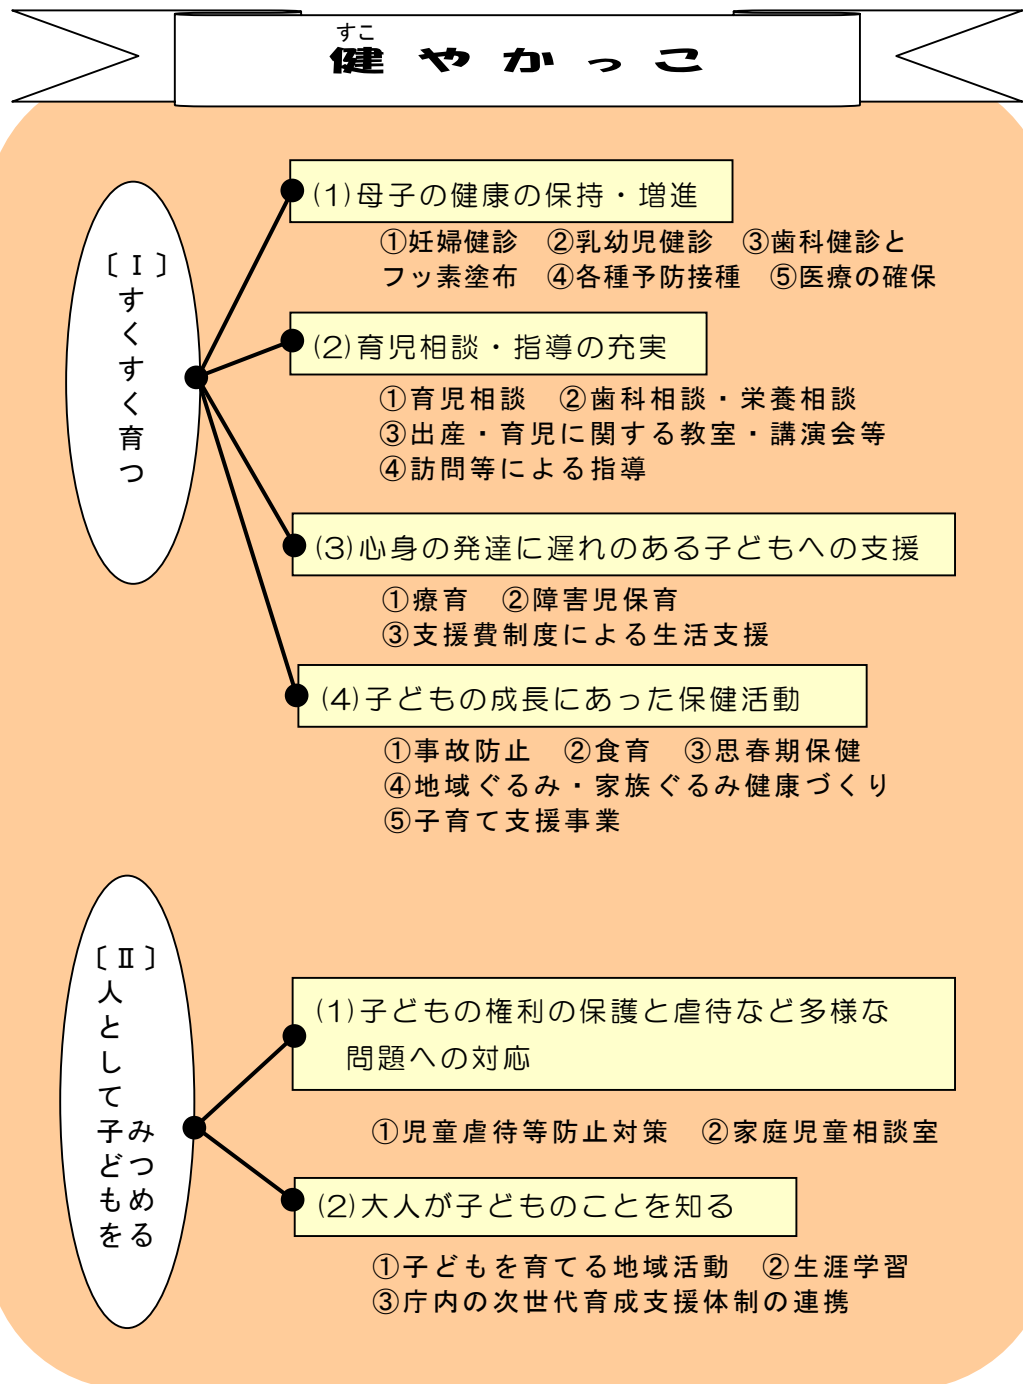 すこ
健やかっこ
〔Ⅰ〕
すくすく育つ
(1)母子の健康の保持・増進
①妊婦健診　②乳幼児健診　③歯科健診と
フッ素塗布　④各種予防接種　⑤医療の確保
(2)育児相談・指導の充実
①育児相談　②歯科相談・栄養相談
③出産・育児に関する教室・講演会等
④訪問等による指導
(3)心身の発達に遅れのある子どもへの支援
①療育　②障害児保育
③支援費制度による生活支援
(4)子どもの成長にあった保健活動
①事故防止　②食育　③思春期保健
④地域ぐるみ・家族ぐるみ健康づくり
⑤子育て支援事業
〔Ⅱ〕
人として子どもを
みつめる
(1)子どもの権利の保護と虐待など多様な
問題への対応
①児童虐待等防止対策　②家庭児童相談室
(2)大人が子どものことを知る
①子どもを育てる地域活動　②生涯学習
③庁内の次世代育成支援体制の連携